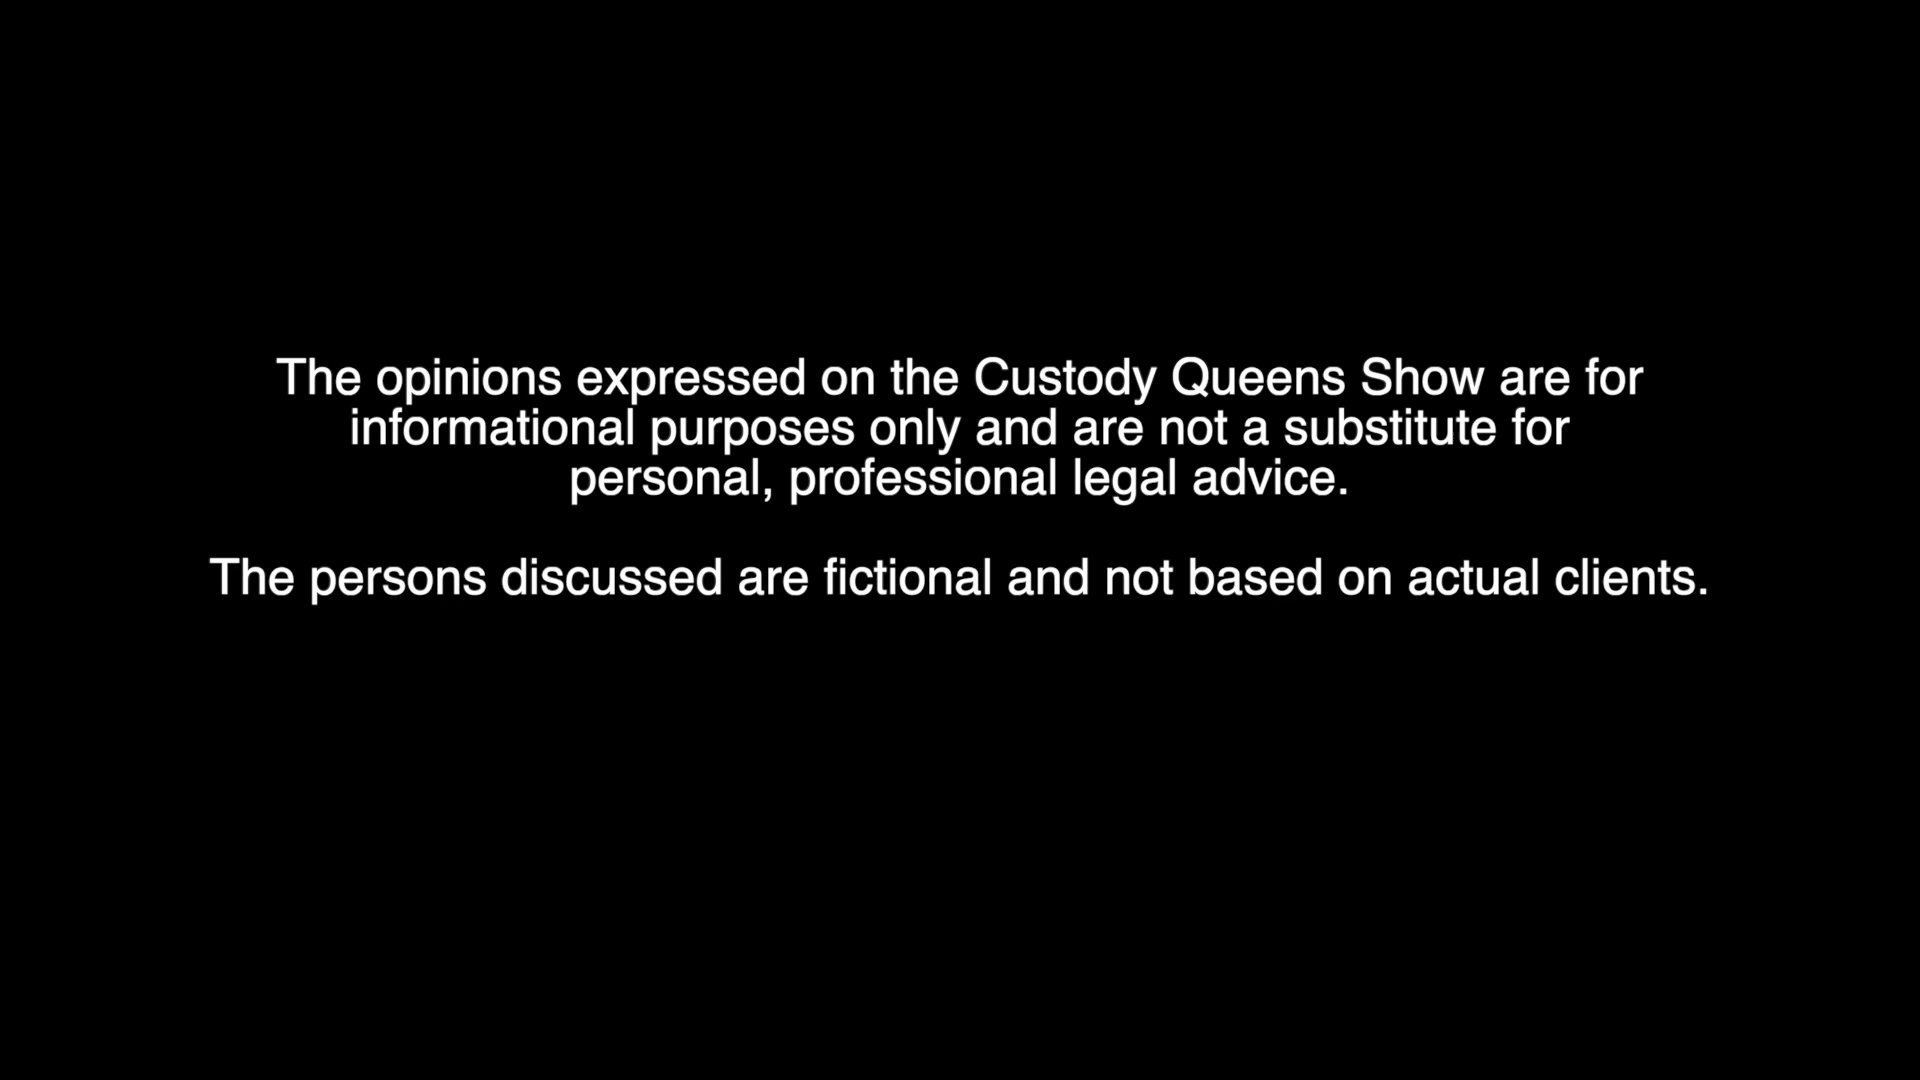 The opinions expressed on the Custody Queens Show are for
informational purposes only and are not a substitute for
personal, professional legal advice.
The persons discussed are fictional and not based on actual clients.